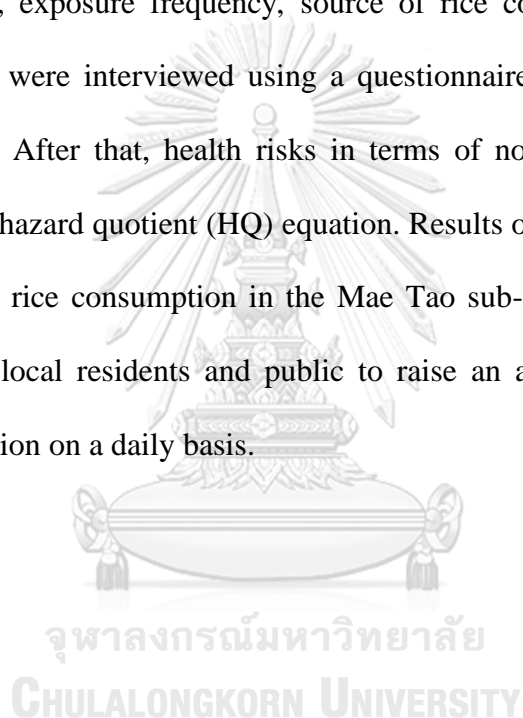 , exposure frequency, source of rice co
were interviewed using a questionnaire
After that, health risks in terms of no
hazard quotient (HQ) equation. Results o
rice consumption in the Mae Tao sub-
local residents and public to raise an a
ion on a daily basis.
จุฬาลงกรณ์มหาวิทยาลัย
CHULALONGKORN UNIVERSITY